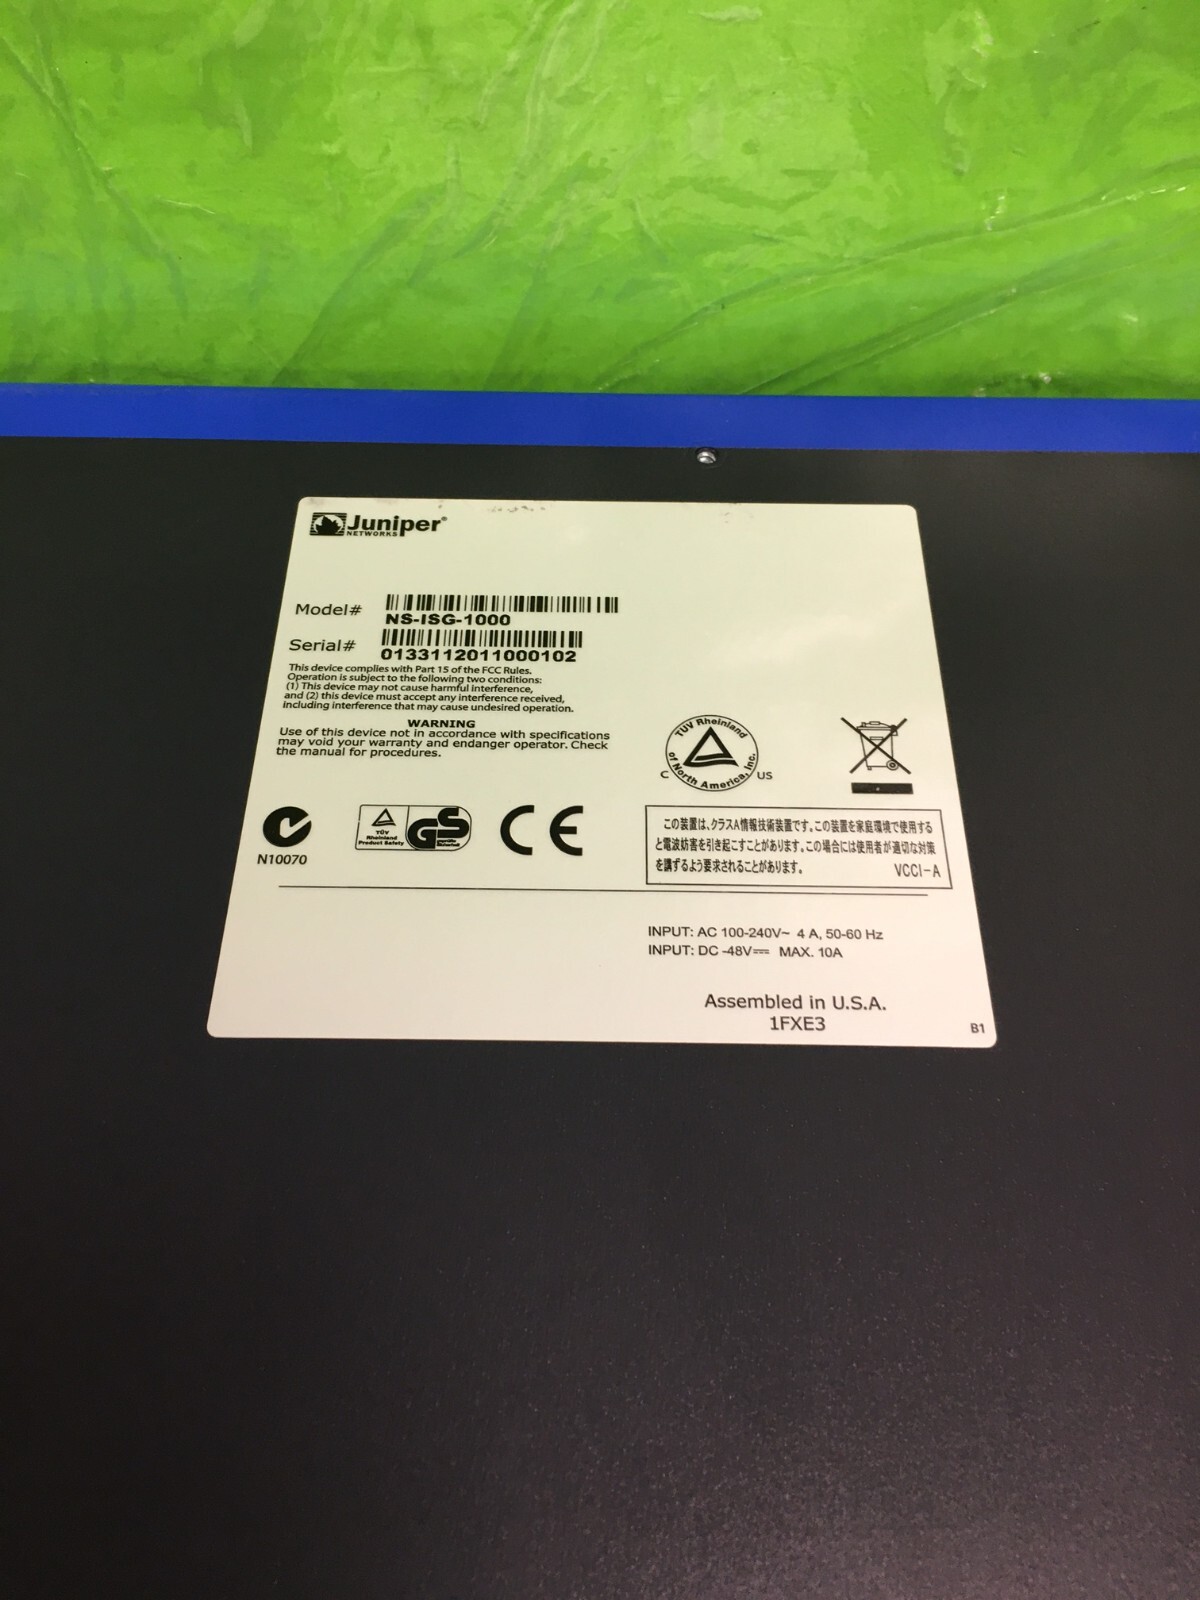 Juniper®
NETWORKS
Model#
NS-ISG-1000
Serial#
0133112011000102
This device complies with Part 15 of the FCC Rules.
Operation is subject to the following two conditions:
(1) This device may not cause harmful interference,
and (2) this device must accept any interference received,
including interference that may cause undesired operation.
WARNING
Use of this device not in accordance with specifications
may void your warranty and endanger operator. Check
the manual for procedures.
TÜV Rheinland
of North America, Inc.
C US
N10070
TÜV
Rheinland
Product Safety
GS
geprüfte
Sicherheit
CE
この装置は、クラスA情報技術装置です。この装置を家庭環境で使用する
と電波妨害を引き起こすことがあります。この場合には使用者が適切な対策
を講ずるよう要求されることがあります。 VCCI-A
INPUT: AC 100-240V~ 4 A, 50-60 Hz
INPUT: DC -48V⎓ MAX. 10A
Assembled in U.S.A.
1FXE3
B1